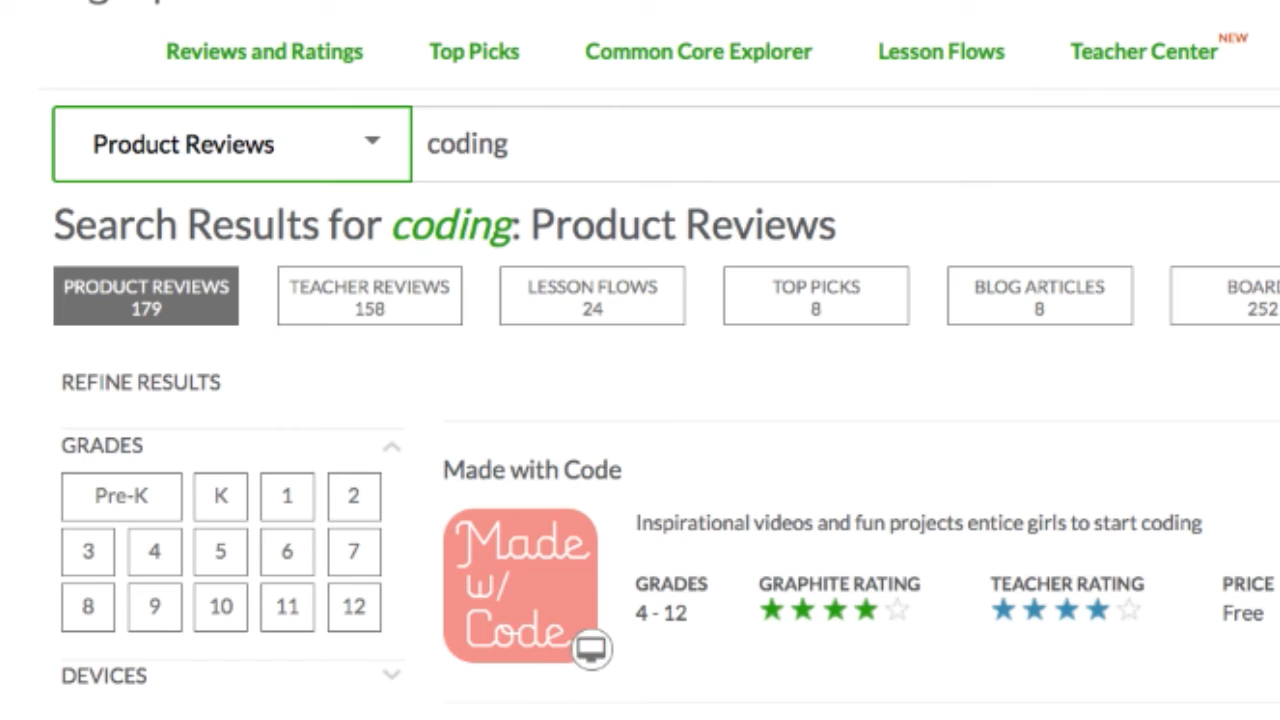 NEW
Reviews and Ratings Top Picks Common Core Explorer Lesson Flows Teacher Center
Product Reviews coding
Search Results for coding: Product Reviews
PRODUCT REVIEWS TEACHER REVIEWS LESSON FLOWS TOP PICKS BLOG ARTICLES BOARD
179 158 24 8 8 252
REFINE RESULTS
GRADES
Made with Code
Pre-K K 1 2
Inspirational videos and fun projects entice girls to start coding
3 4 5 6 7
8 9 10 11 12
Made
w/
Code
GRADES GRAPHITE RATING TEACHER RATING PRICE
4 - 12 Free
DEVICES